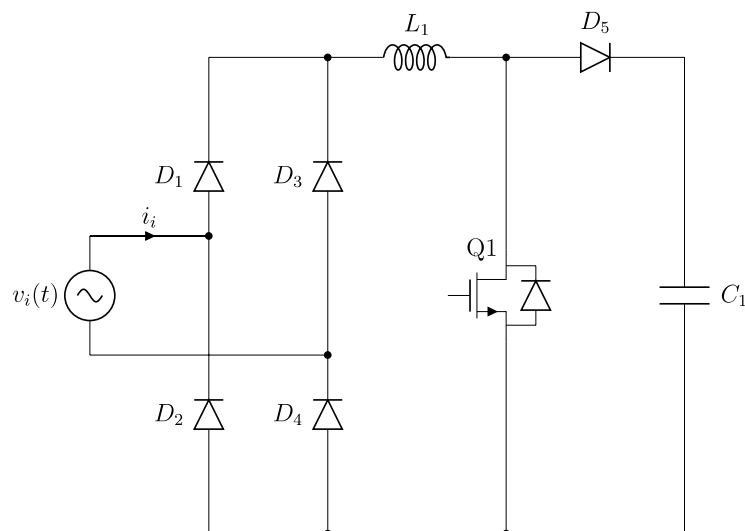 L₁
D₅
D₁
D₃
iᵢ
Q1
vᵢ(t)
C₁
D₂
D₄